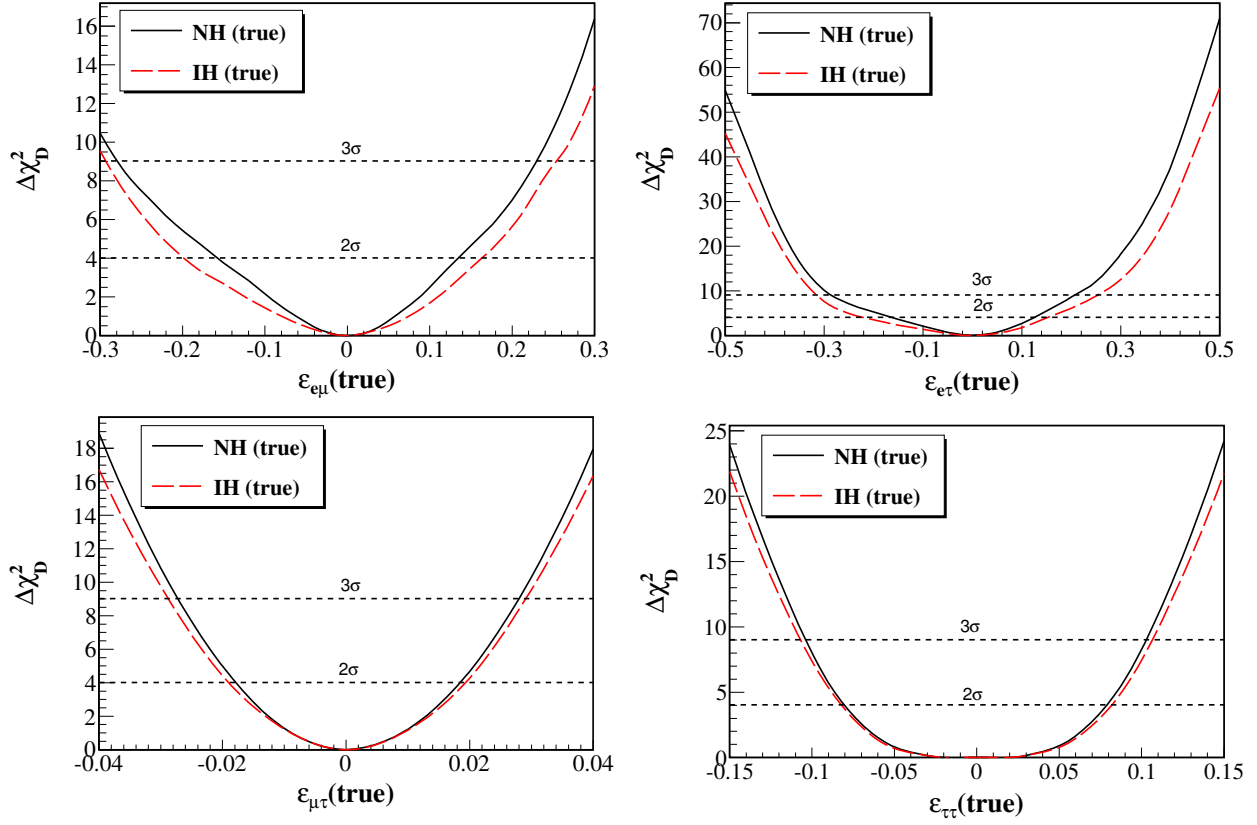 16
14
12
10
8
6
4
2
0
Δχ²_D
NH (true)
IH (true)
3σ
2σ
-0.3 -0.2 -0.1 0 0.1 0.2 0.3
ε_eμ(true)
70
60
50
40
30
20
10
0
Δχ²_D
NH (true)
IH (true)
3σ
2σ
-0.5 -0.3 -0.1 0.1 0.3 0.5
ε_eτ(true)
18
16
14
12
10
8
6
4
2
0
Δχ²_D
NH (true)
IH (true)
3σ
2σ
-0.04 -0.02 0 0.02 0.04
ε_μτ(true)
25
20
15
10
5
0
Δχ²_D
NH (true)
IH (true)
3σ
2σ
-0.15 -0.1 -0.05 0 0.05 0.1 0.15
ε_ττ(true)